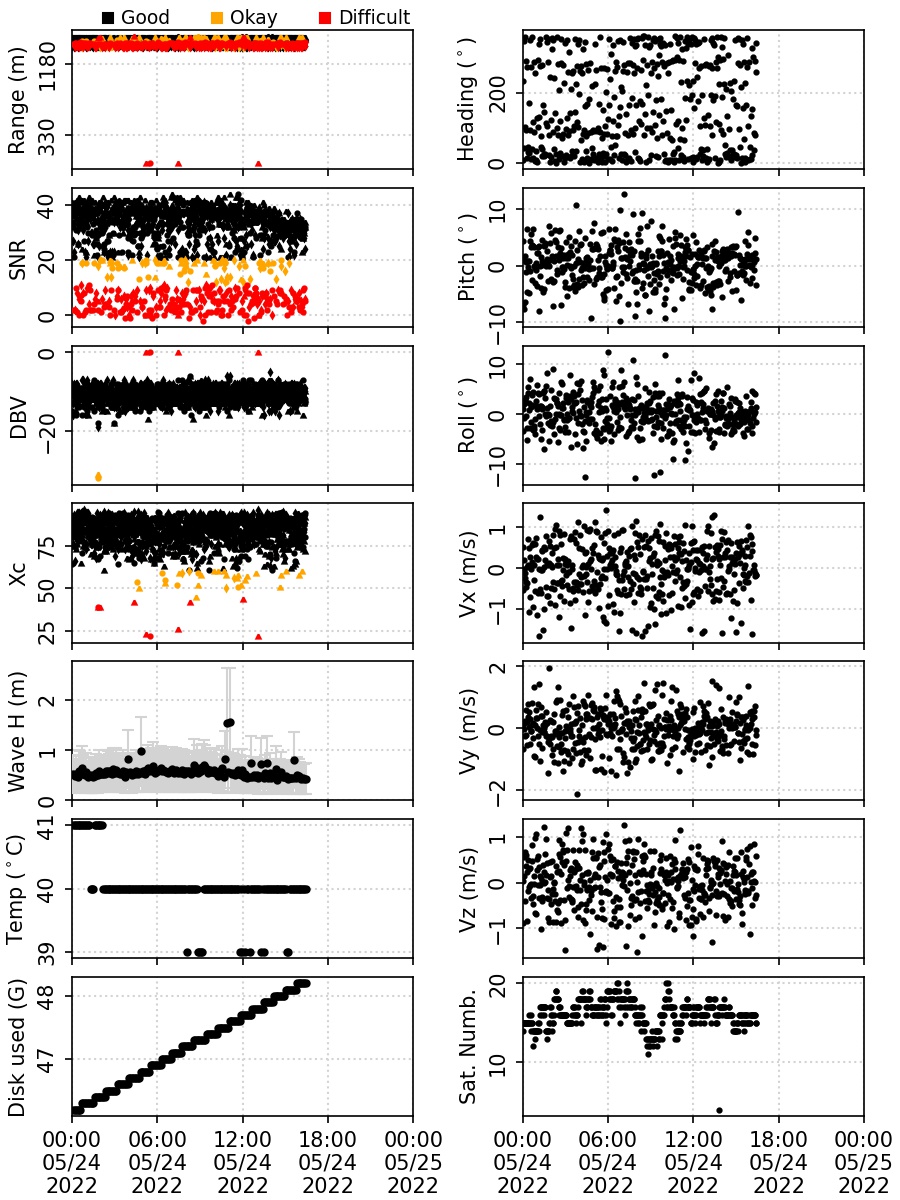 Good Okay Difficult
Range (m)
1180
330
Heading (°)
200
0
SNR
40
20
0
Pitch (°)
10
0
−10
DBV
0
−20
Roll (°)
10
0
−10
Xc
75
50
25
Vx (m/s)
1
0
−1
Wave H (m)
2
1
0
Vy (m/s)
2
0
−2
Temp (°C)
41
40
39
Vz (m/s)
1
0
−1
Disk used (G)
48
47
Sat. Numb.
20
10
00:00 06:00 12:00 18:00 00:00
05/24 05/24 05/24 05/24 05/25
2022 2022 2022 2022 2022
00:00 06:00 12:00 18:00 00:00
05/24 05/24 05/24 05/24 05/25
2022 2022 2022 2022 2022